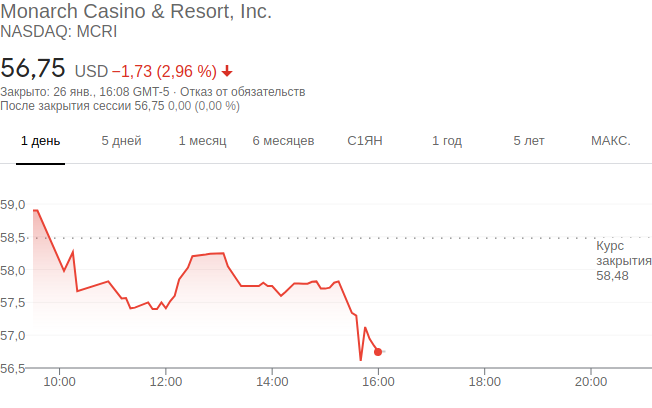 Monarch Casino & Resort, Inc.
NASDAQ: MCRI
56,75 USD −1,73 (2,96 %)
Закрыто: 26 янв., 16:08 GMT-5 · Отказ от обязательств
После закрытия сессии 56,75 0,00 (0,00 %)
1 день 5 дней 1 месяц 6 месяцев С1ЯН 1 год 5 лет МАКС.
59,0
58,5
Курс
закрытия
58,48
58,0
57,5
57,0
56,5
10:00 12:00 14:00 16:00 18:00 20:00